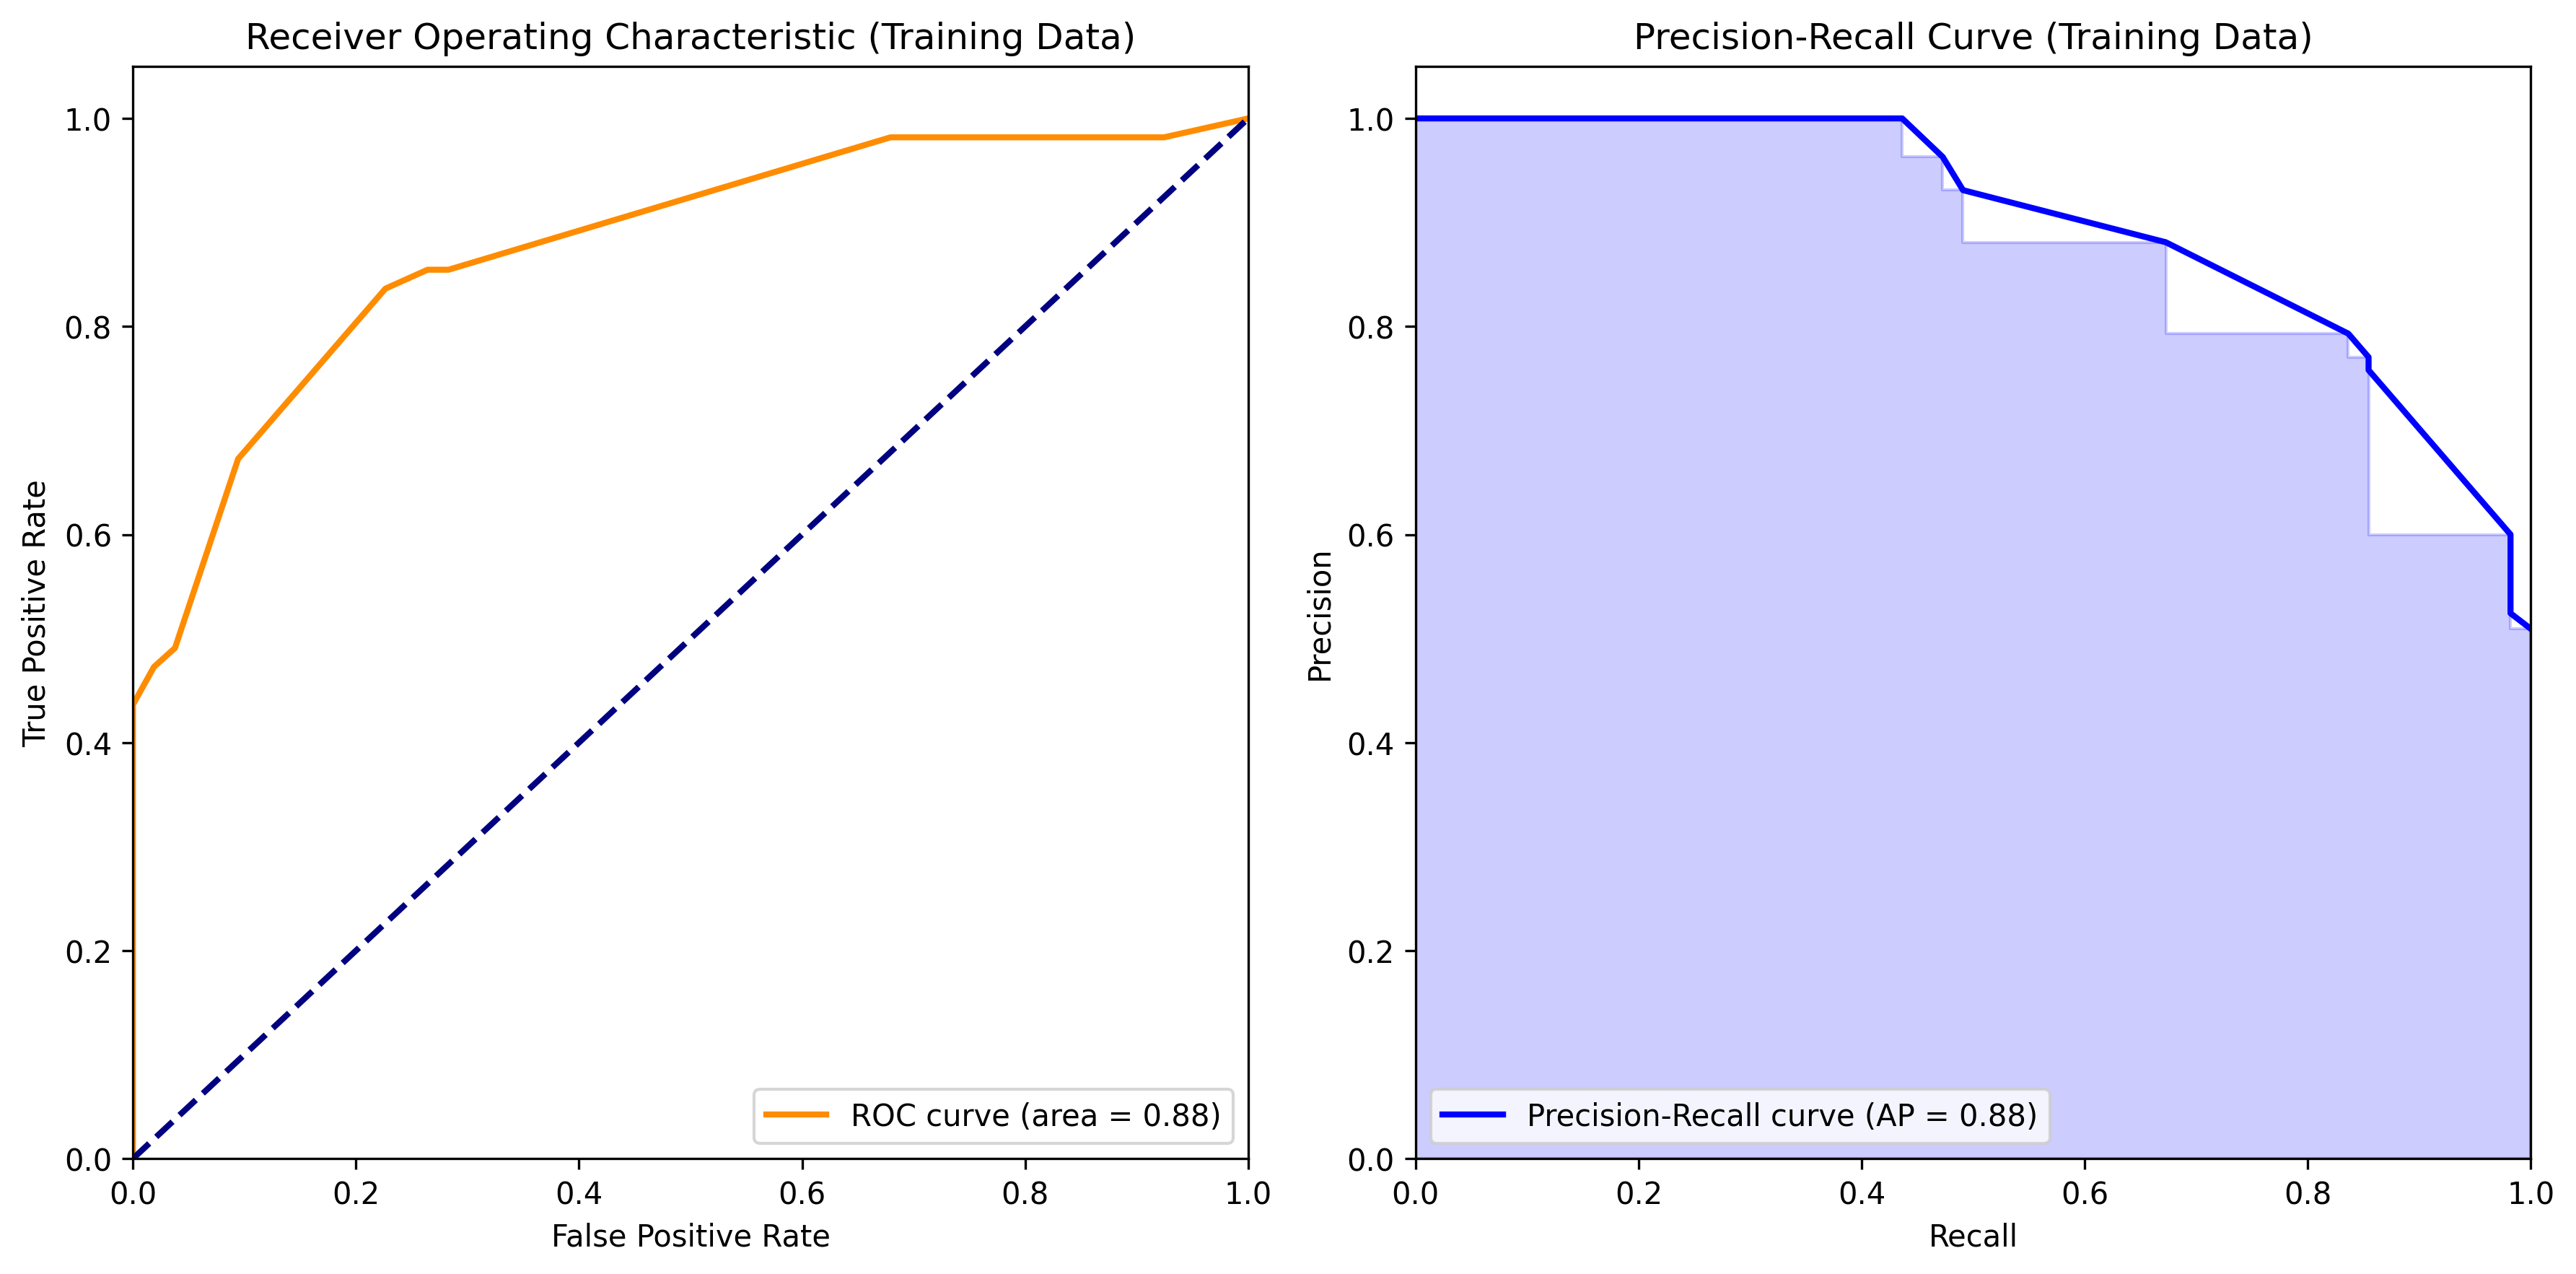 Receiver Operating Characteristic (Training Data)
True Positive Rate
1.0
0.8
0.6
0.4
0.2
0.0
0.0 0.2 0.4 0.6 0.8 1.0
False Positive Rate
ROC curve (area = 0.88)
Precision-Recall Curve (Training Data)
Precision
1.0
0.8
0.6
0.4
0.2
0.0
0.0 0.2 0.4 0.6 0.8 1.0
Recall
Precision-Recall curve (AP = 0.88)